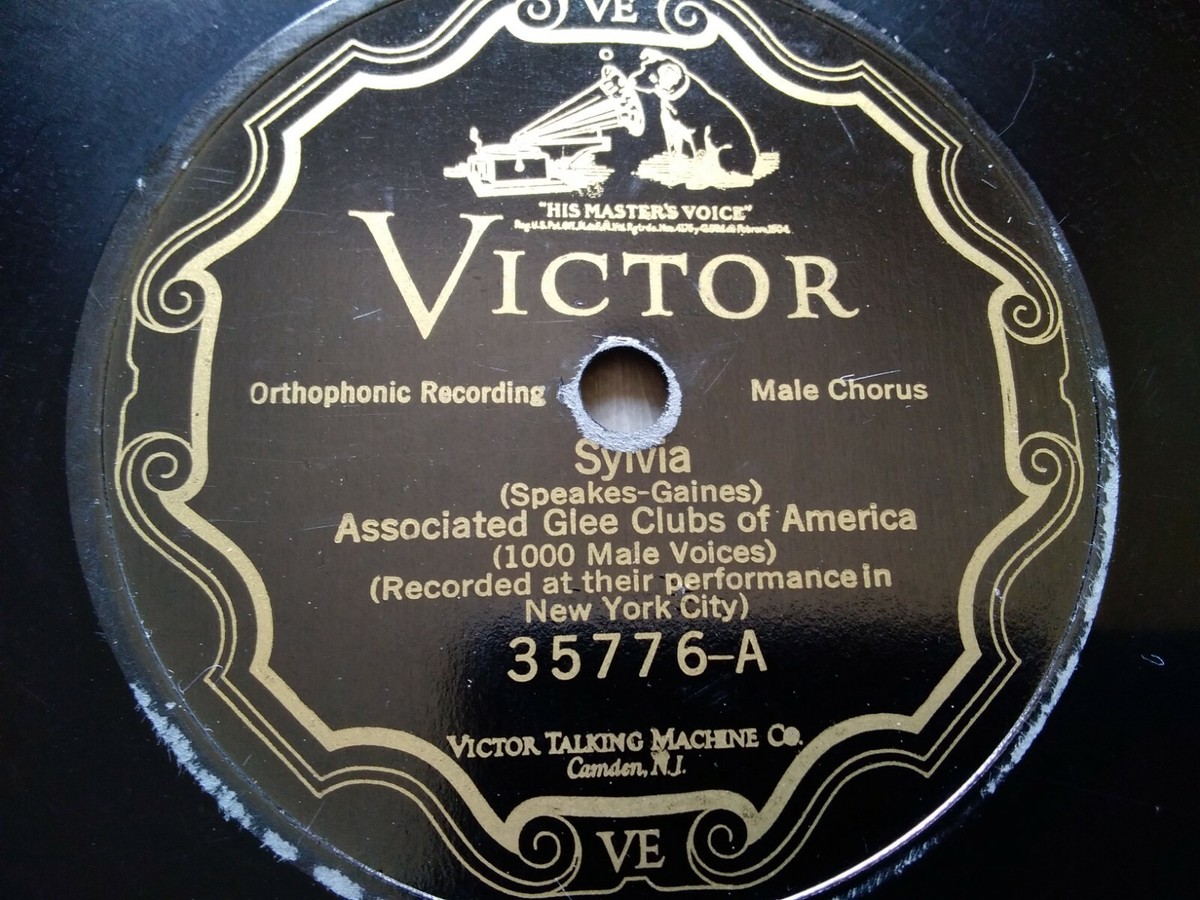 VE
"HIS MASTER'S VOICE"
VICTOR
Orthophonic Recording
Male Chorus
Sylvia
(Speakes-Gaines)
Associated Glee Clubs of America
(1000 Male Voices)
(Recorded at their performance in
New York City)
35776-A
VICTOR TALKING MACHINE CO.
Camden, N.J.
VE